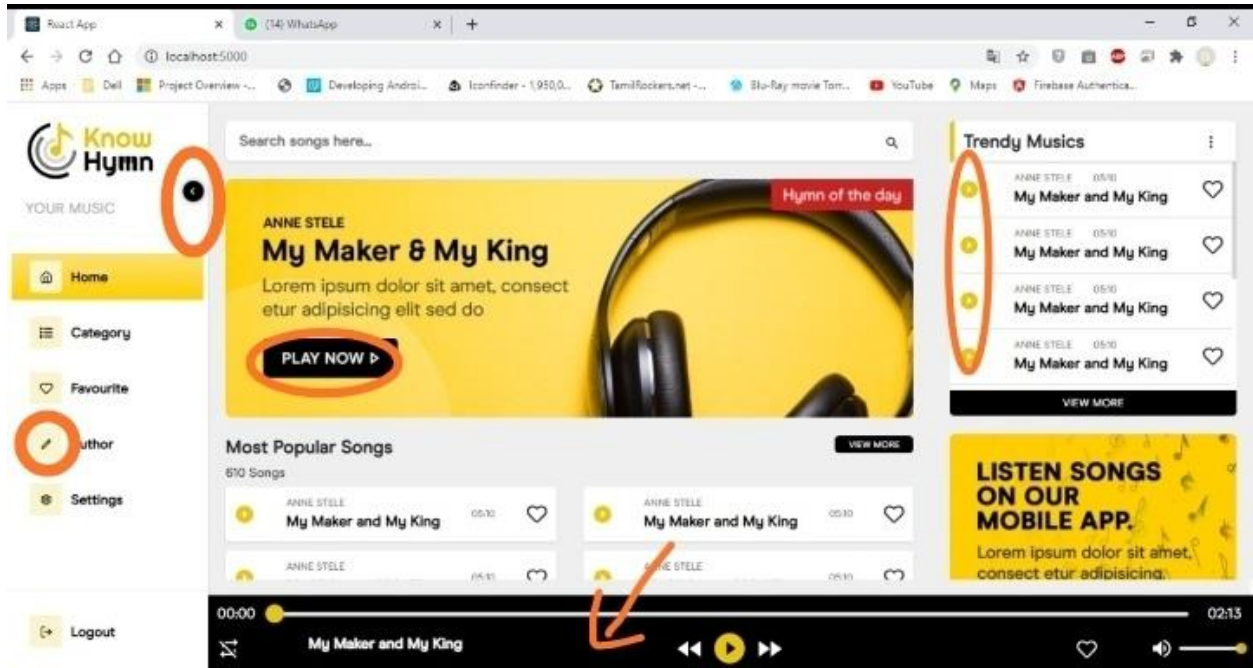 React App
(14) WhatsApp
localhost:5000
Apps
Dell
Project Overview -...
Developing Androi...
Iconfinder - 1,950,0...
TamilRockers.net -...
Blu-Ray movie Torr...
YouTube
Maps
Firebase Authentica...
Know
Hymn
YOUR MUSIC
Home
Category
Favourite
uthor
Settings
Logout
Search songs here...
Hymn of the day
ANNE STELE
My Maker & My King
Lorem ipsum dolor sit amet, consect
etur adipisicing elit sed do
PLAY NOW
Most Popular Songs
VIEW MORE
610 Songs
ANNE STELE
My Maker and My King
05:10
ANNE STELE
My Maker and My King
05:10
ANNE STELE
05:10
ANNE STELE
05:10
Trendy Musics
ANNE STELE 05:10
My Maker and My King
ANNE STELE 05:10
My Maker and My King
ANNE STELE 05:10
My Maker and My King
ANNE STELE 05:10
My Maker and My King
VIEW MORE
LISTEN SONGS
ON OUR
MOBILE APP.
Lorem ipsum dolor sit amet,
consect etur adipisicing
00:00
02:13
My Maker and My King